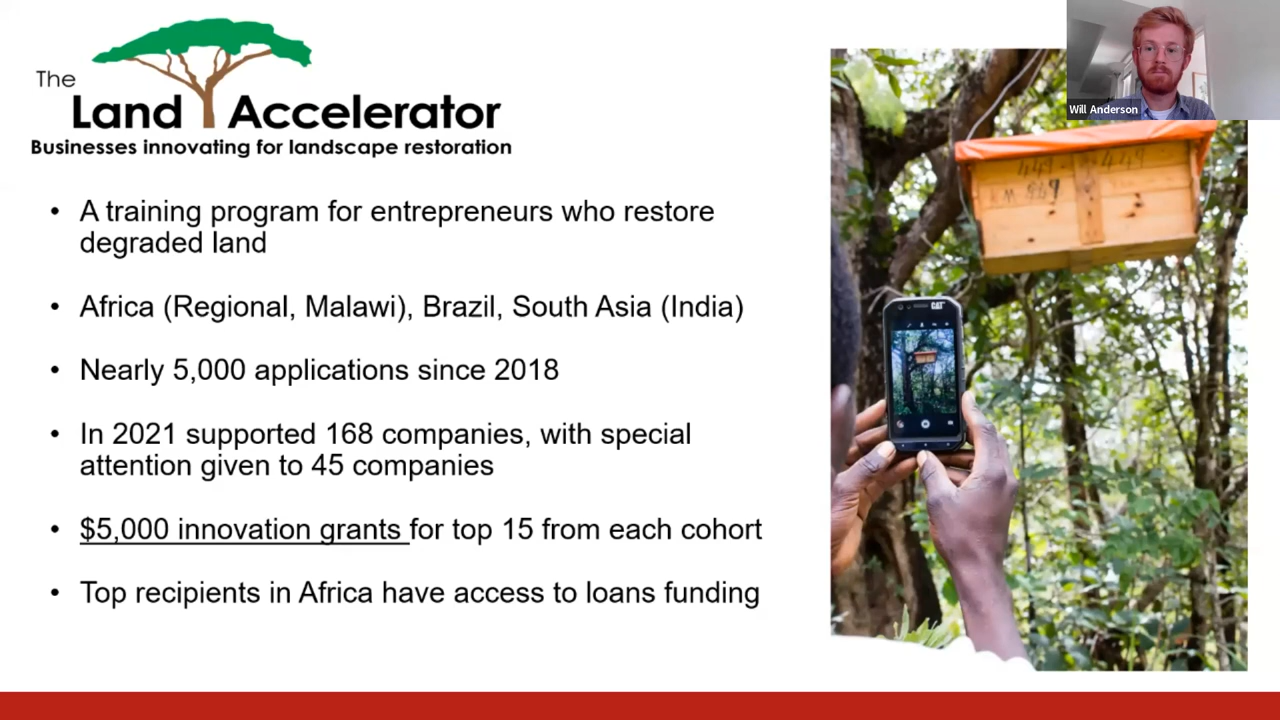 The
Land Accelerator
Businesses innovating for landscape restoration
• A training program for entrepreneurs who restore
degraded land
• Africa (Regional, Malawi), Brazil, South Asia (India)
• Nearly 5,000 applications since 2018
• In 2021 supported 168 companies, with special
attention given to 45 companies
• $5,000 innovation grants for top 15 from each cohort
• Top recipients in Africa have access to loans funding
Will Anderson
CAT